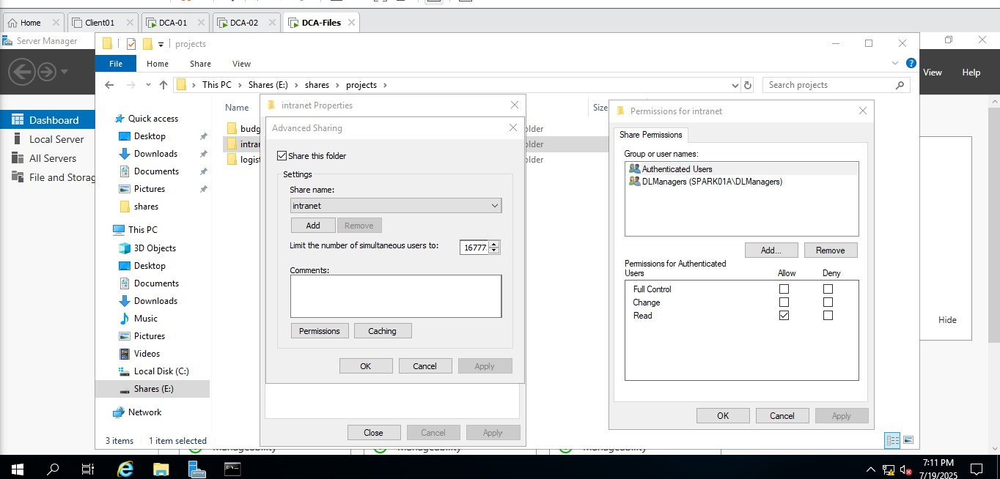 Home
Client01
DCA-01
DCA-02
DCA-Files
Server Manager
projects
File
Home
Share
View
View
Help
This PC
Shares (E:)
shares
projects
Search projects
Dashboard
Local Server
All Servers
File and Storag
Quick access
Desktop
Downloads
Documents
Pictures
shares
This PC
3D Objects
Desktop
Documents
Downloads
Music
Pictures
Videos
Local Disk (C:)
Shares (E:)
Network
3 items 1 item selected
Name
Size
budg
intrar
logist
older
older
older
intranet Properties
Advanced Sharing
Share this folder
Settings
Share name:
intranet
Add
Remove
Limit the number of simultaneous users to:
16777
Comments:
Permissions
Caching
OK
Cancel
Apply
Close
Cancel
Apply
Permissions for intranet
Share Permissions
Group or user names:
Authenticated Users
DLManagers (SPARK01A\DLManagers)
Add...
Remove
Permissions for Authenticated
Users
Allow
Deny
Full Control
Change
Read
OK
Cancel
Apply
Hide
Manageability
Manageability
Manageability
7:11 PM
7/19/2025